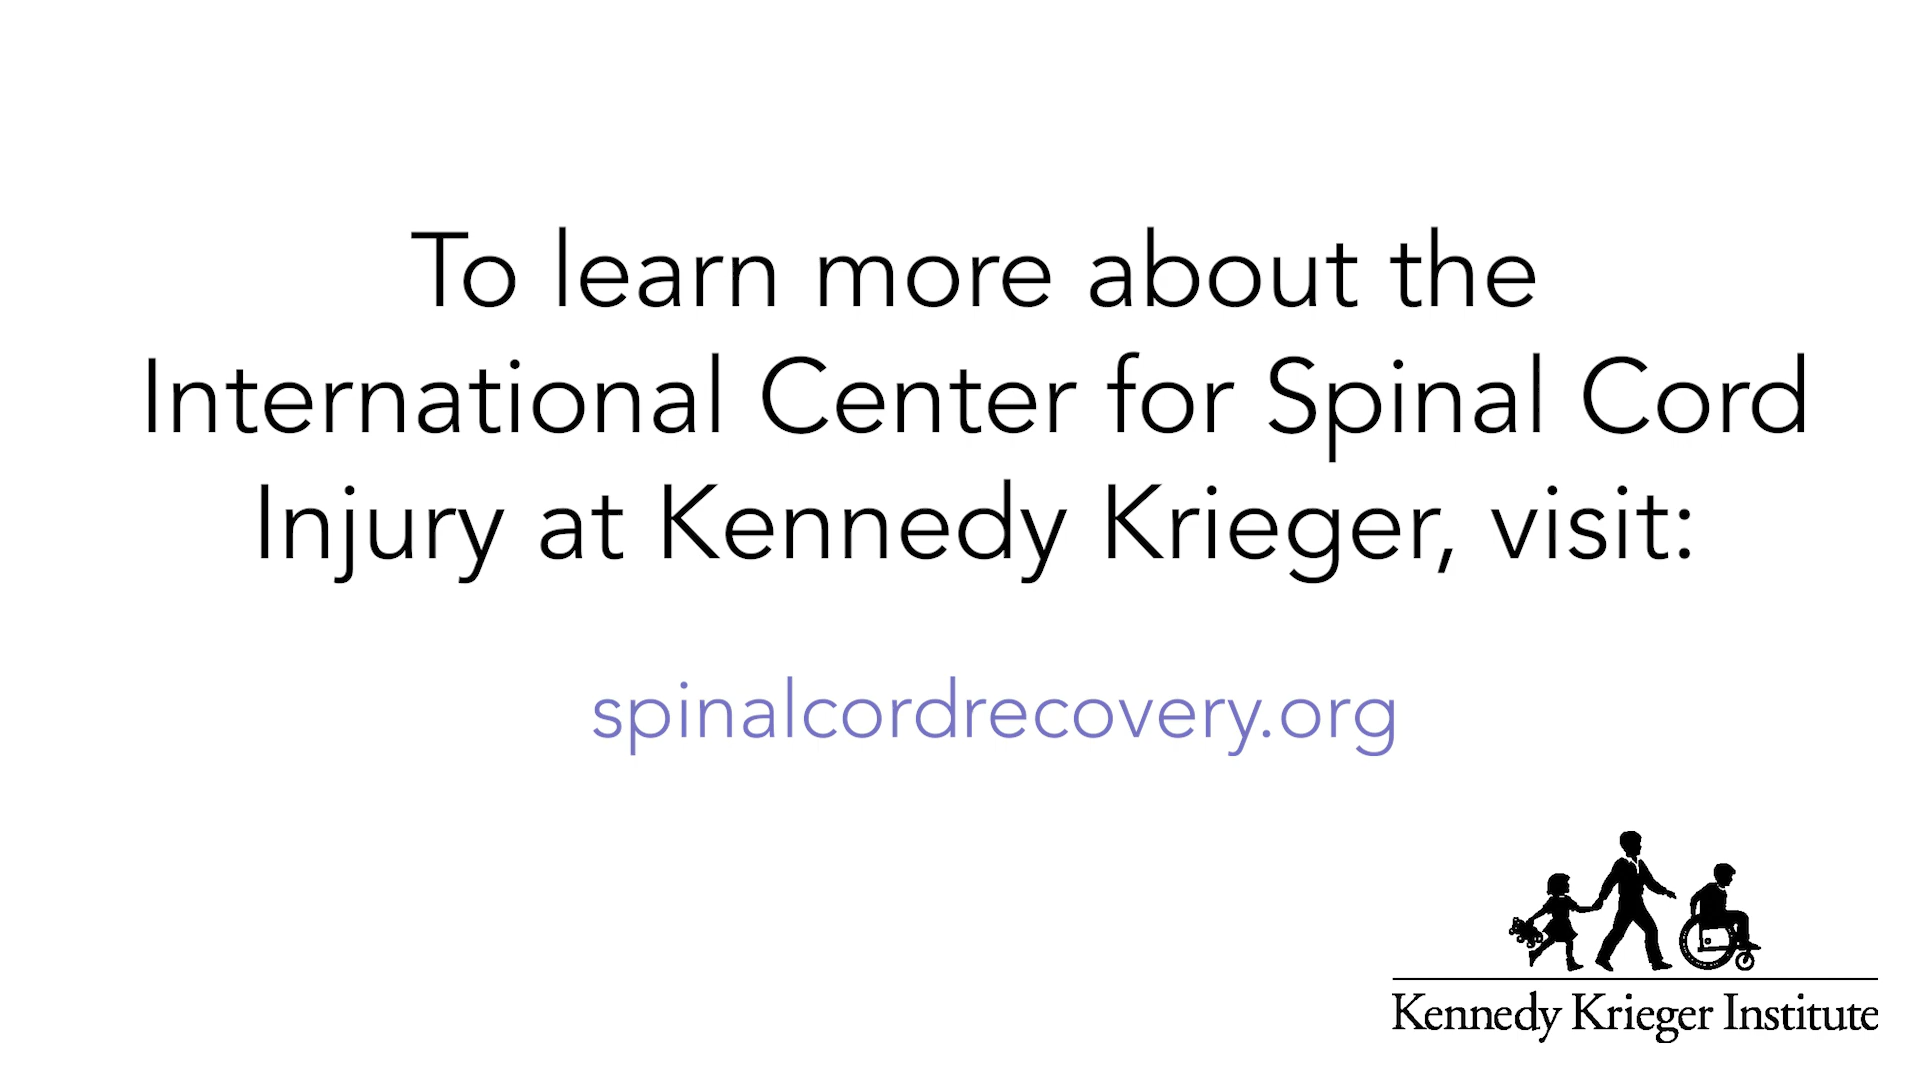 To learn more about the
International Center for Spinal Cord
Injury at Kennedy Krieger, visit:
spinalcordrecovery.org
Kennedy Krieger Institute